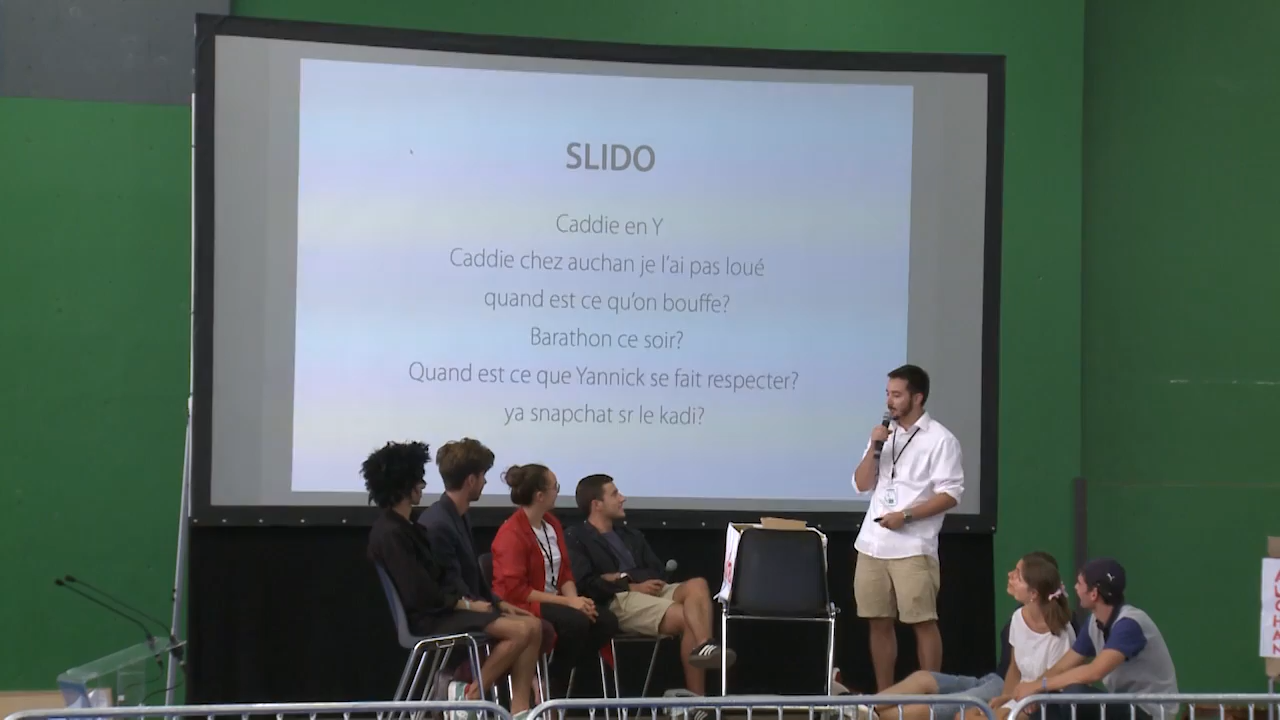 SLIDO
Caddie en Y
Caddie chez auchan je l'ai pas loué
quand est ce qu'on bouffe?
Barathon ce soir?
Quand est ce que Yannick se fait respecter?
ya snapchat sr le kadi?